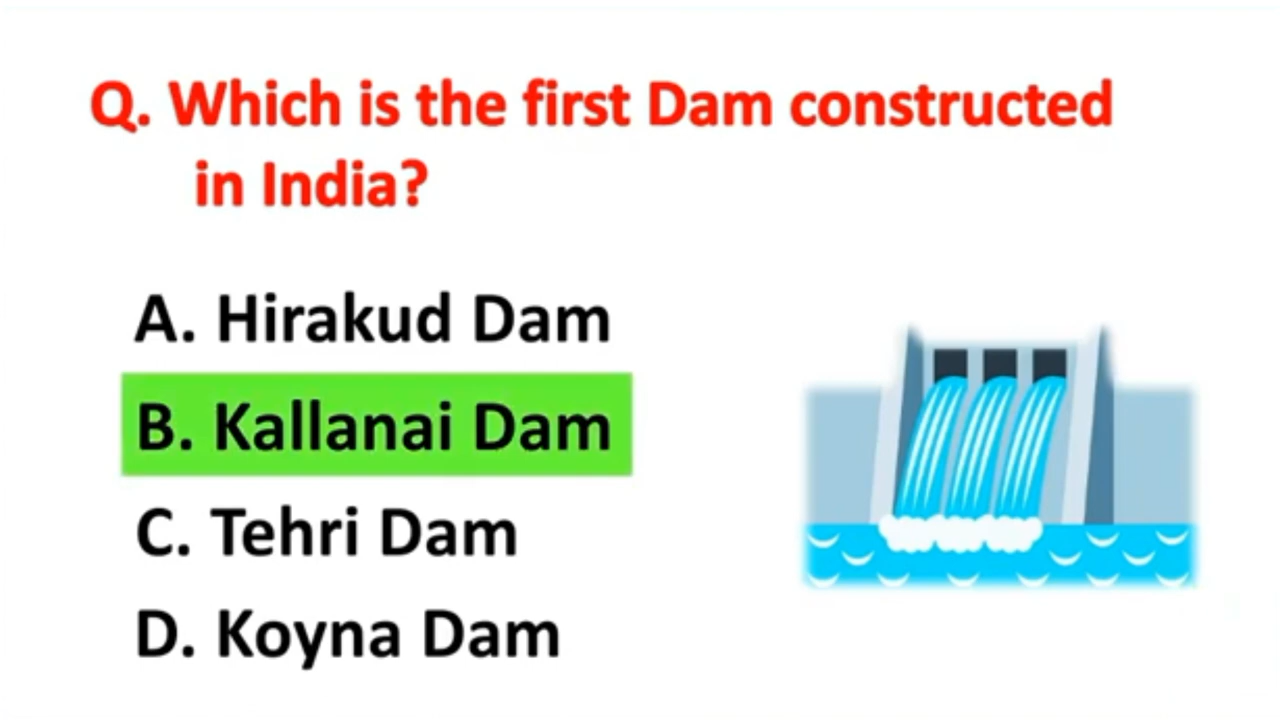 Q. Which is the first Dam constructed
in India?
A. Hirakud Dam
B. Kallanai Dam
C. Tehri Dam
D. Koyna Dam